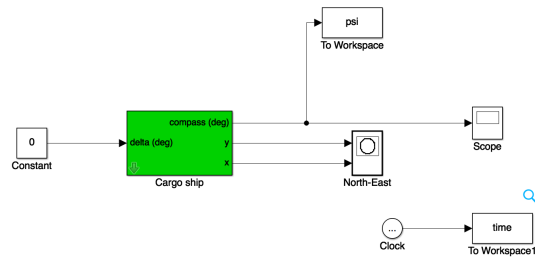 psi
To Workspace
compass (deg)
0
delta (deg)
y
x
Constant
Cargo ship
North-East
Scope
...
Clock
time
To Workspace1